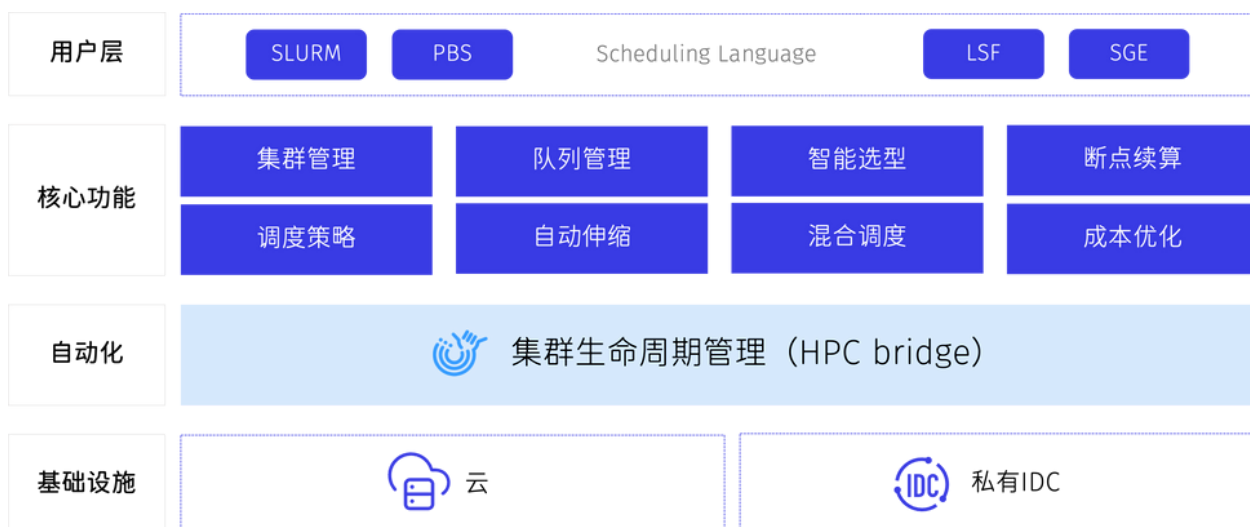 用户层
SLURM
PBS
Scheduling Language
LSF
SGE
核心功能
集群管理
队列管理
智能选型
断点续算
调度策略
自动伸缩
混合调度
成本优化
自动化
集群生命周期管理（HPC bridge）
基础设施
云
IDC
私有IDC